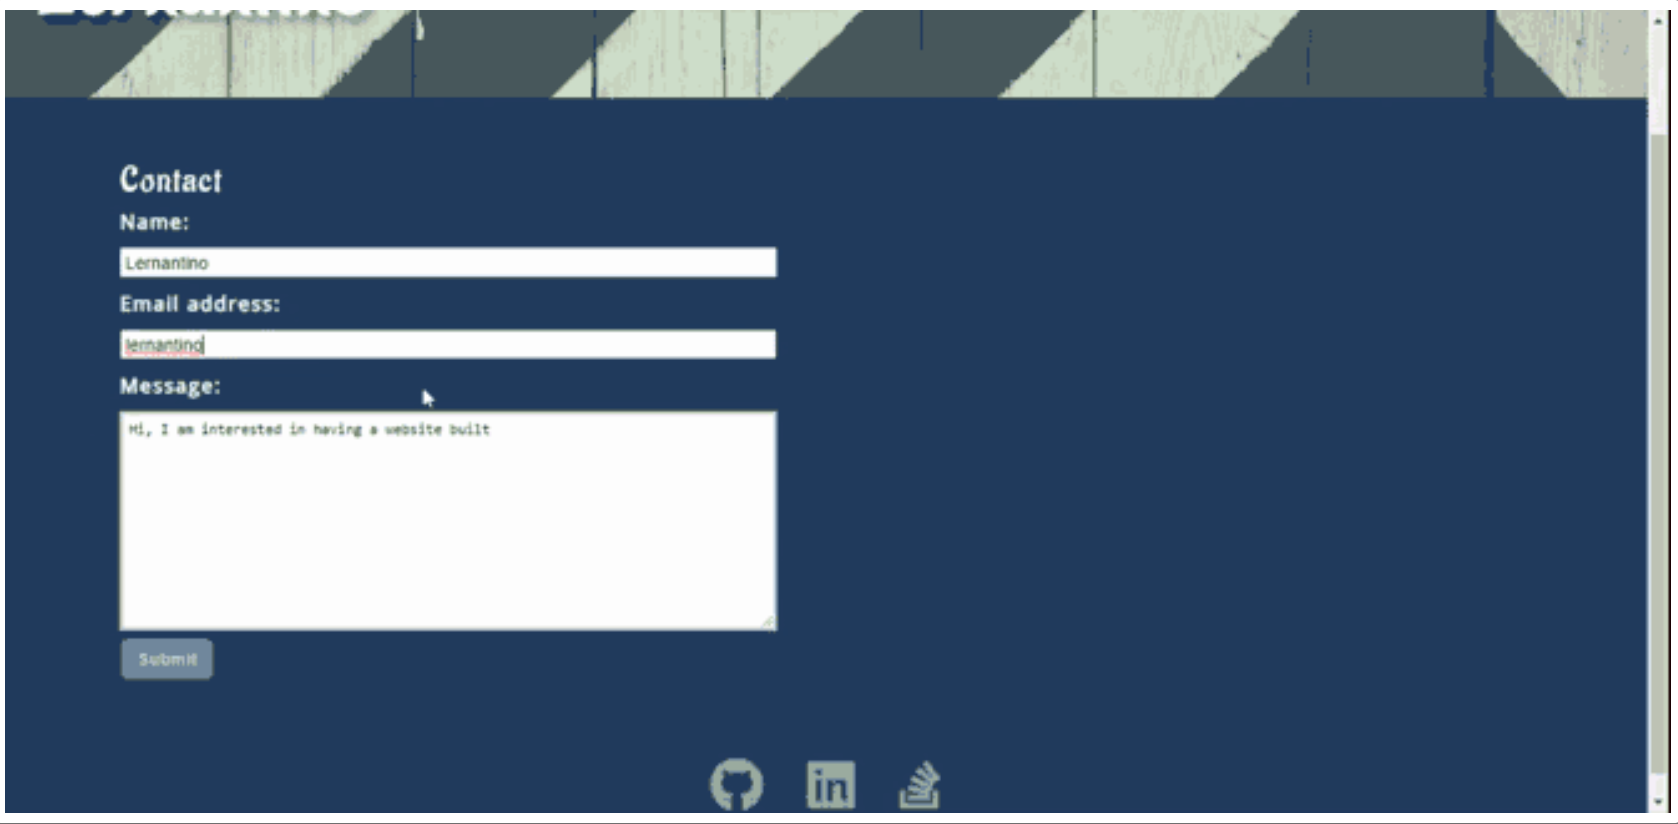 Contact
Name:
Lernantino
Email address:
lernantino
Message:
Hi, I am interested in having a website built
Submit
in